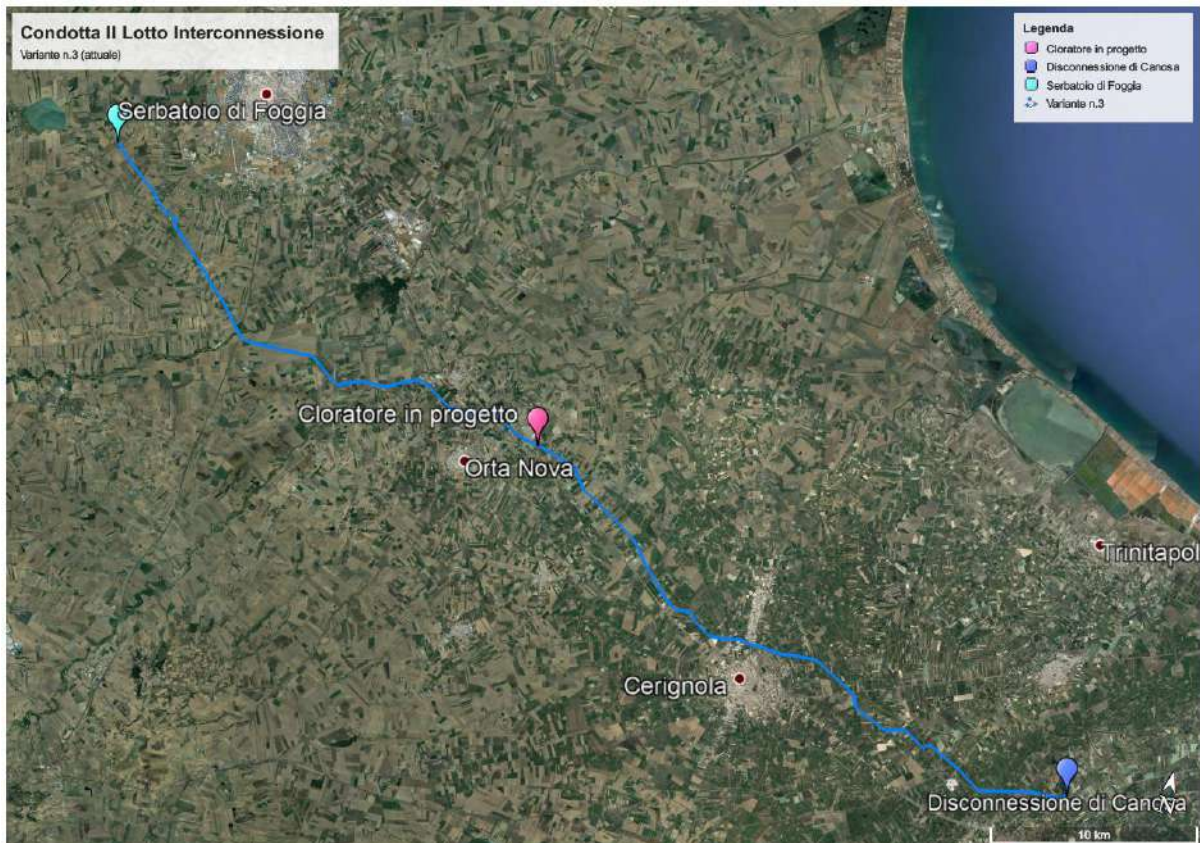 Condotta II Lotto Interconnessione
Variante n.3 (attuale)
Legenda
Cloratore in progetto
Disconnessione di Canosa
Serbatoio di Foggia
Variante n.3
Serbatoio di Foggia
Cloratore in progetto
Orta Nova
Trinitapol
Cerignola
Disconnessione di Canosa
N
10 km